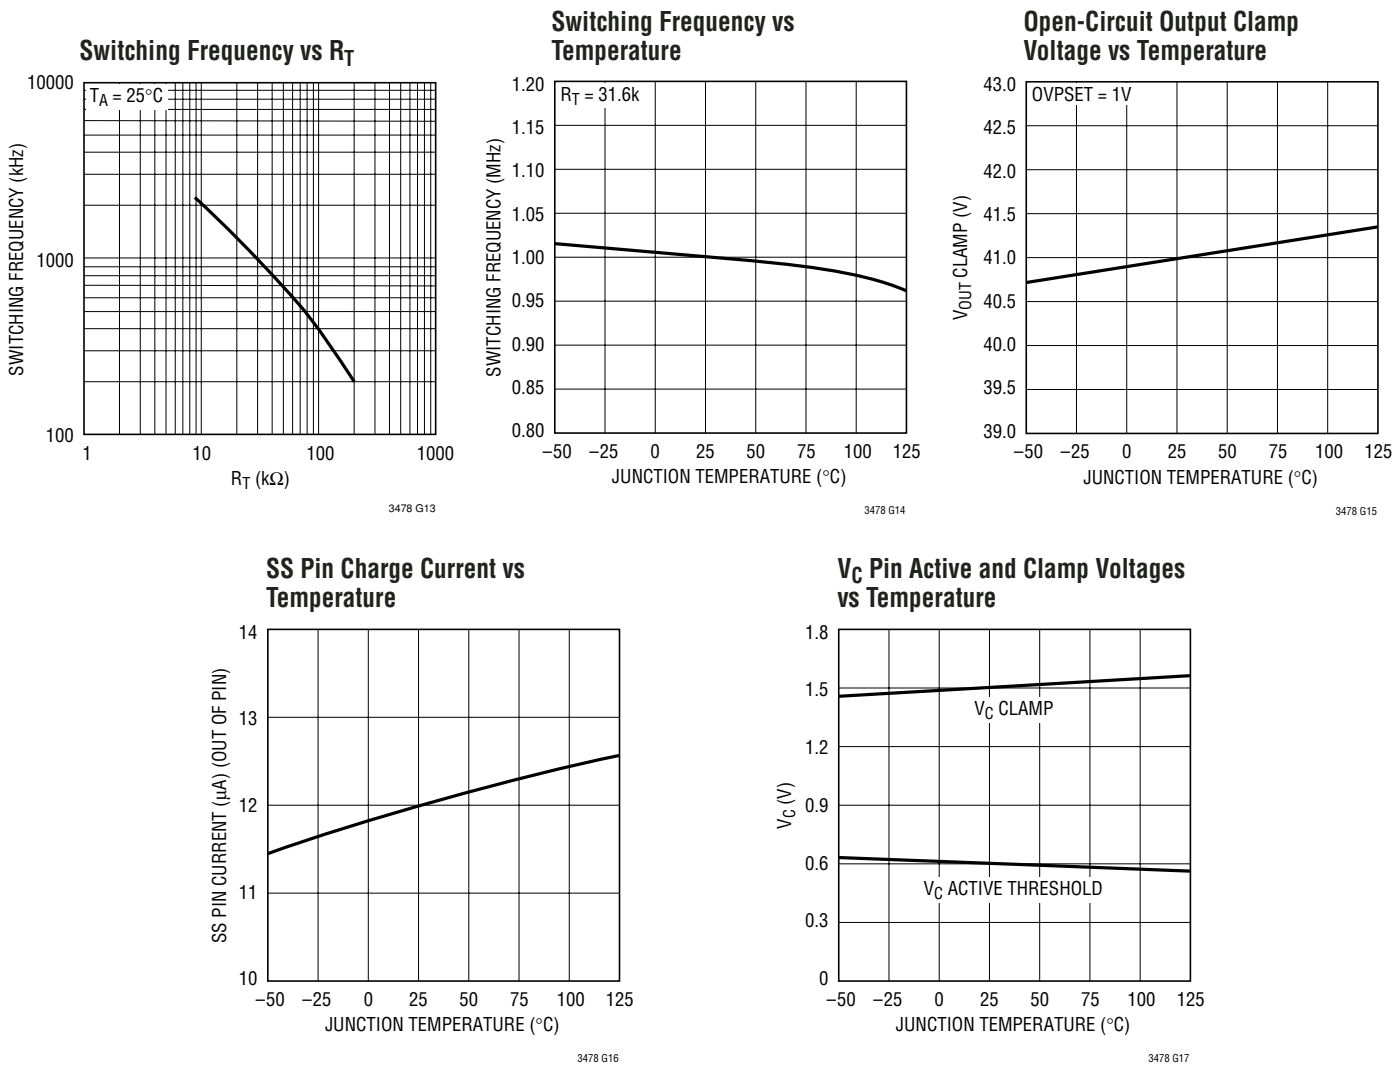 Switching Frequency vs RT
TA = 25°C
10000
1000
100
SWITCHING FREQUENCY (kHz)
1 10 100 1000
RT (kΩ)
3478 G13
Switching Frequency vs
Temperature
RT = 31.6k
1.20
1.15
1.10
1.05
1.00
0.95
0.90
0.85
0.80
SWITCHING FREQUENCY (MHz)
–50 –25 0 25 50 75 100 125
JUNCTION TEMPERATURE (°C)
3478 G14
Open-Circuit Output Clamp
Voltage vs Temperature
OVPSET = 1V
43.0
42.5
42.0
41.5
41.0
40.5
40.0
39.5
39.0
VOUT CLAMP (V)
–50 –25 0 25 50 75 100 125
JUNCTION TEMPERATURE (°C)
3478 G15
SS Pin Charge Current vs
Temperature
14
13
12
11
10
SS PIN CURRENT (μA) (OUT OF PIN)
–50 –25 0 25 50 75 100 125
JUNCTION TEMPERATURE (°C)
3478 G16
VC Pin Active and Clamp Voltages
vs Temperature
1.8
1.5
1.2
0.9
0.6
0.3
0
VC (V)
VC CLAMP
VC ACTIVE THRESHOLD
–50 –25 0 25 50 75 100 125
JUNCTION TEMPERATURE (°C)
3478 G17